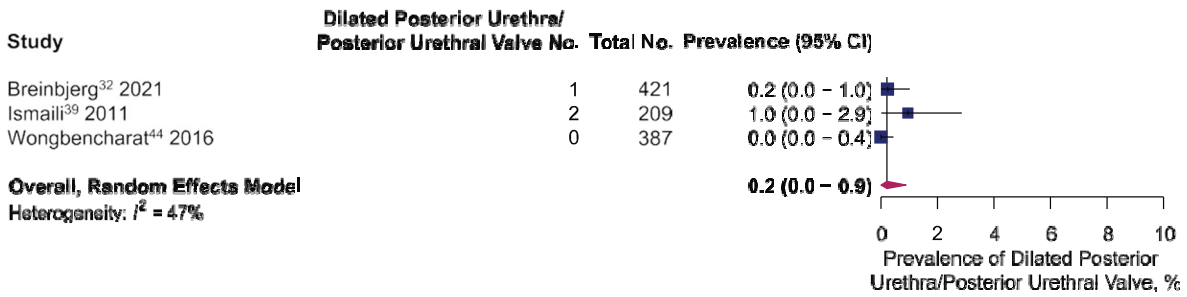 Dilated Posterior Urethra/
Study Posterior Urethral Valve No. Total No. Prevalence (95% CI)
Breinbjerg32 2021 1 421 0.2 (0.0 − 1.0)
Ismaili39 2011 2 209 1.0 (0.0 − 2.9)
Wongbencharat44 2016 0 387 0.0 (0.0 − 0.4)
Overall, Random Effects Model 0.2 (0.0 − 0.9)
Heterogeneity: I2 = 47%
0 2 4 6 8 10
Prevalence of Dilated Posterior
Urethra/Posterior Urethral Valve, %